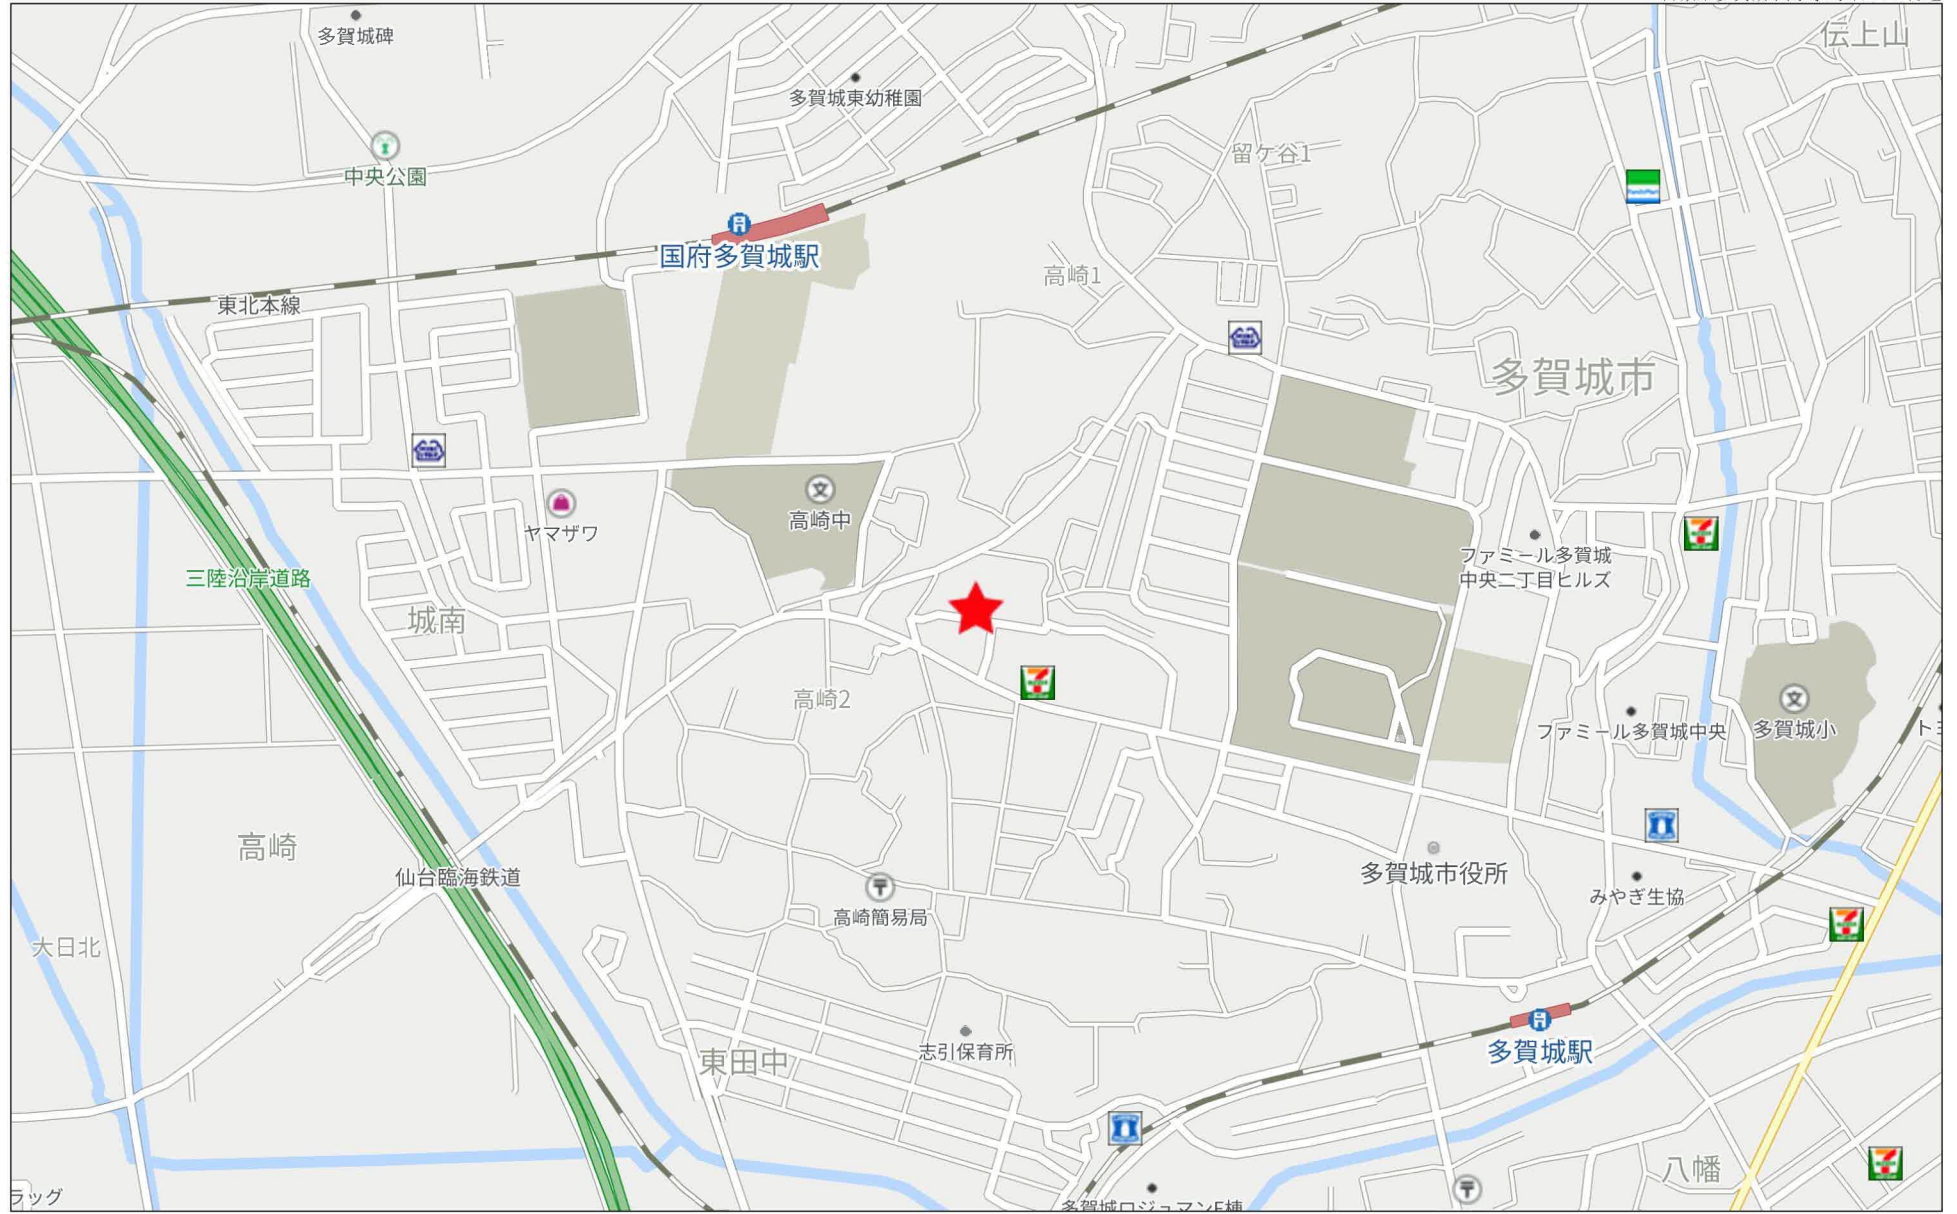 伝上山
多賀城碑
多賀城東幼稚園
留ケ谷1
中央公園
FamilyMart
国府多賀城駅
高崎1
東北本線
多賀城市
高崎中
ヤマザワ
ファミール多賀城
中央二丁目ヒルズ
三陸沿岸道路
城南
高崎2
ファミール多賀城中央
多賀城小
高崎
多賀城市役所
仙台臨海鉄道
みやぎ生協
高崎簡易局
大日北
志引保育所
多賀城駅
東田中
八幡
ラッグ